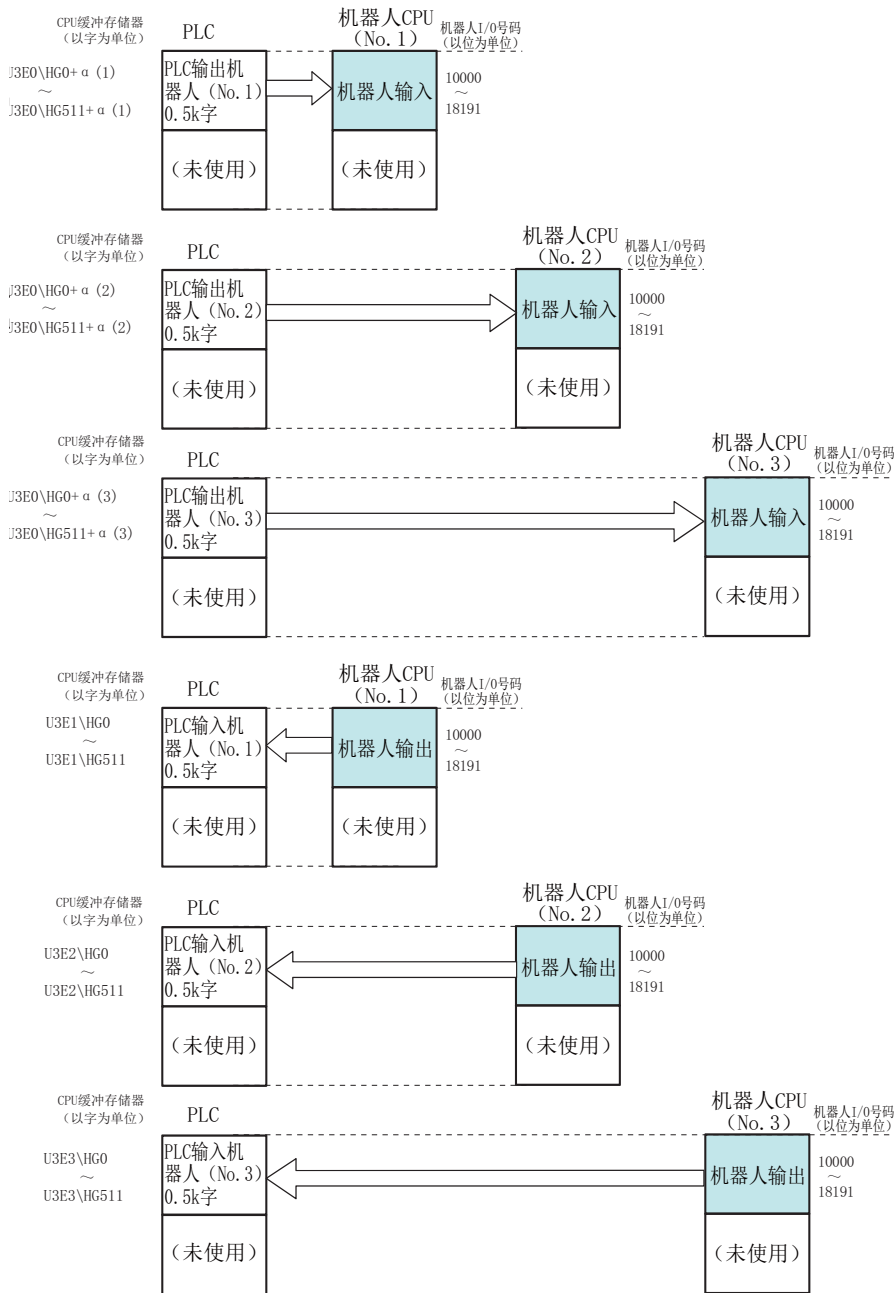 CPU缓冲存储器
(以字为单位)
PLC
机器人CPU
(No.1)
机器人I/O号码
(以位为单位)
U3E0\HG0+α(1)
～
U3E0\HG511+α(1)
PLC输出机
器人 (No.1)
0.5k字
机器人输入
10000
～
18191
(未使用)
(未使用)
CPU缓冲存储器
(以字为单位)
PLC
机器人CPU
(No.2)
机器人I/O号码
(以位为单位)
U3E0\HG0+α(2)
～
U3E0\HG511+α(2)
PLC输出机
器人 (No.2)
0.5k字
机器人输入
10000
～
18191
(未使用)
(未使用)
CPU缓冲存储器
(以字为单位)
PLC
机器人CPU
(No.3)
机器人I/O号码
(以位为单位)
U3E0\HG0+α(3)
～
U3E0\HG511+α(3)
PLC输出机
器人 (No.3)
0.5k字
机器人输入
10000
～
18191
(未使用)
(未使用)
CPU缓冲存储器
(以字为单位)
PLC
机器人CPU
(No.1)
机器人I/O号码
(以位为单位)
U3E1\HG0
～
U3E1\HG511
PLC输入机
器人 (No.1)
0.5k字
机器人输出
10000
～
18191
(未使用)
(未使用)
CPU缓冲存储器
(以字为单位)
PLC
机器人CPU
(No.2)
机器人I/O号码
(以位为单位)
U3E2\HG0
～
U3E2\HG511
PLC输入机
器人 (No.2)
0.5k字
机器人输出
10000
～
18191
(未使用)
(未使用)
CPU缓冲存储器
(以字为单位)
PLC
机器人CPU
(No.3)
机器人I/O号码
(以位为单位)
U3E3\HG0
～
U3E3\HG511
PLC输入机
器人 (No.3)
0.5k字
机器人输出
10000
～
18191
(未使用)
(未使用)